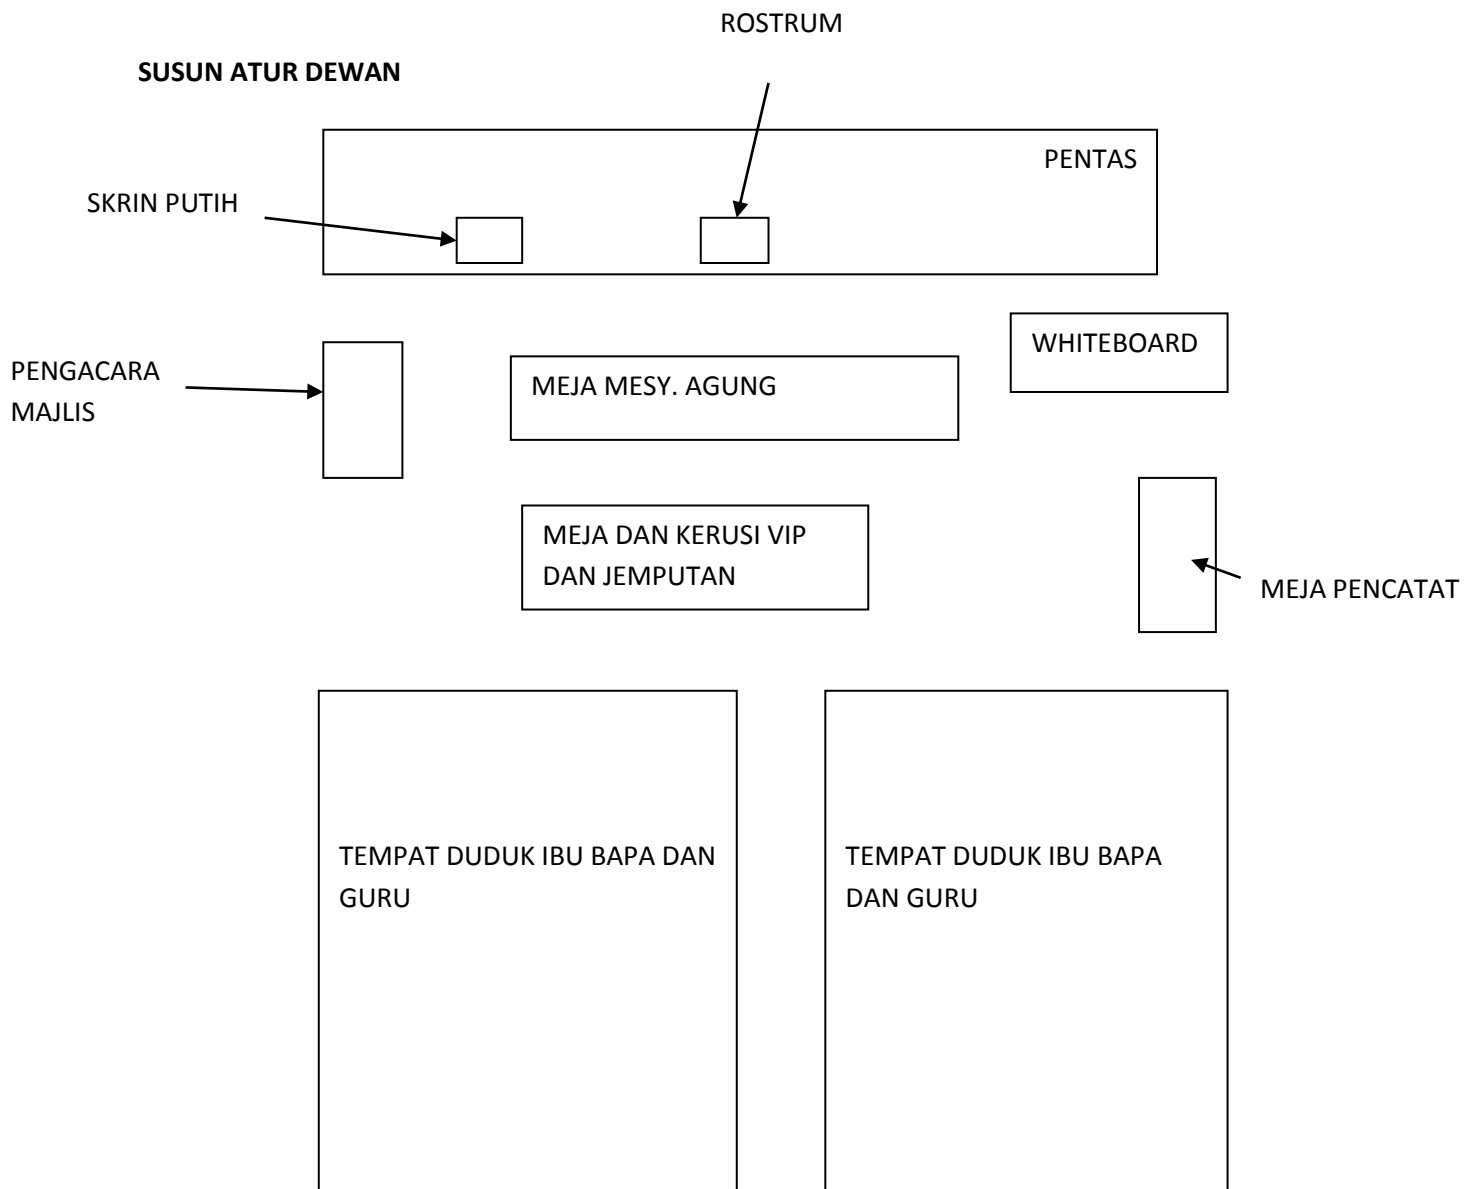 ROSTRUM
SUSUN ATUR DEWAN
PENTAS
SKRIN PUTIH
WHITEBOARD
PENGACARA
MAJLIS
MEJA MESY. AGUNG
MEJA DAN KERUSI VIP
DAN JEMPUTAN
MEJA PENCATAT
TEMPAT DUDUK IBU BAPA DAN
GURU
TEMPAT DUDUK IBU BAPA
DAN GURU